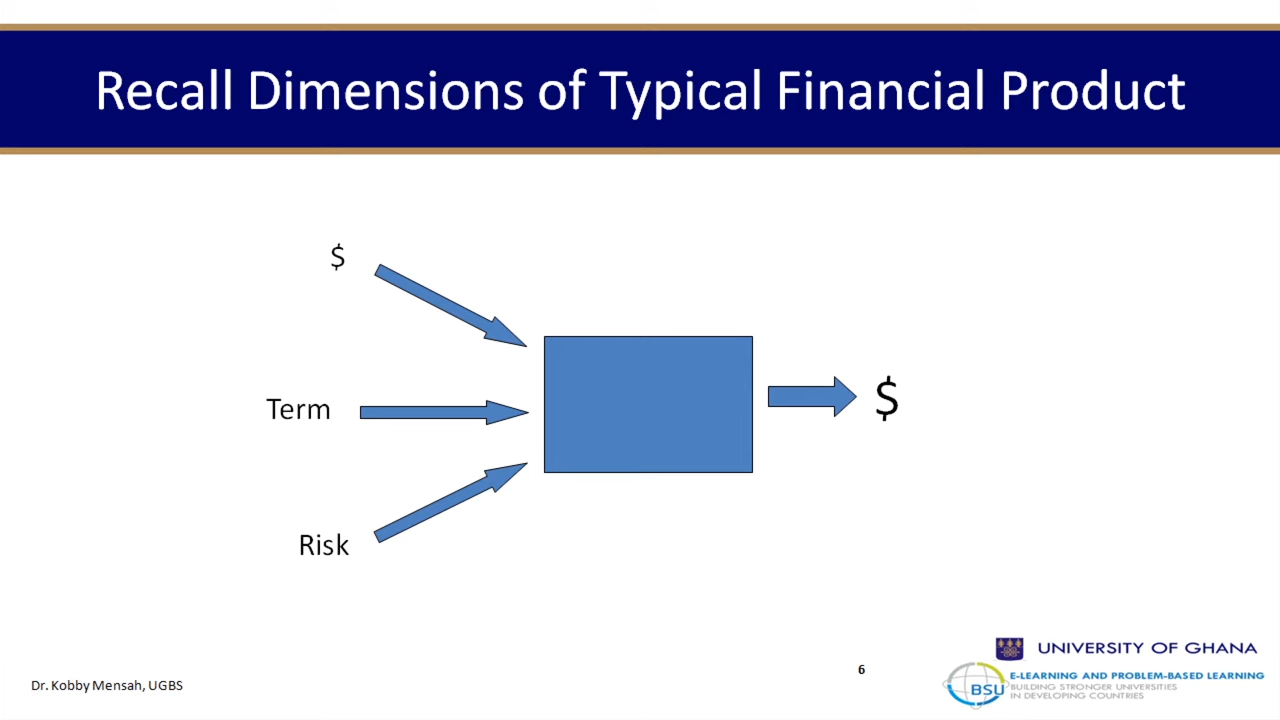 Recall Dimensions of Typical Financial Product
$
Term
Risk
$
Dr. Kobby Mensah, UGBS
6
UNIVERSITY OF GHANA
BSU
E-LEARNING AND PROBLEM-BASED LEARNING
BUILDING STRONGER UNIVERSITIES
IN DEVELOPING COUNTRIES